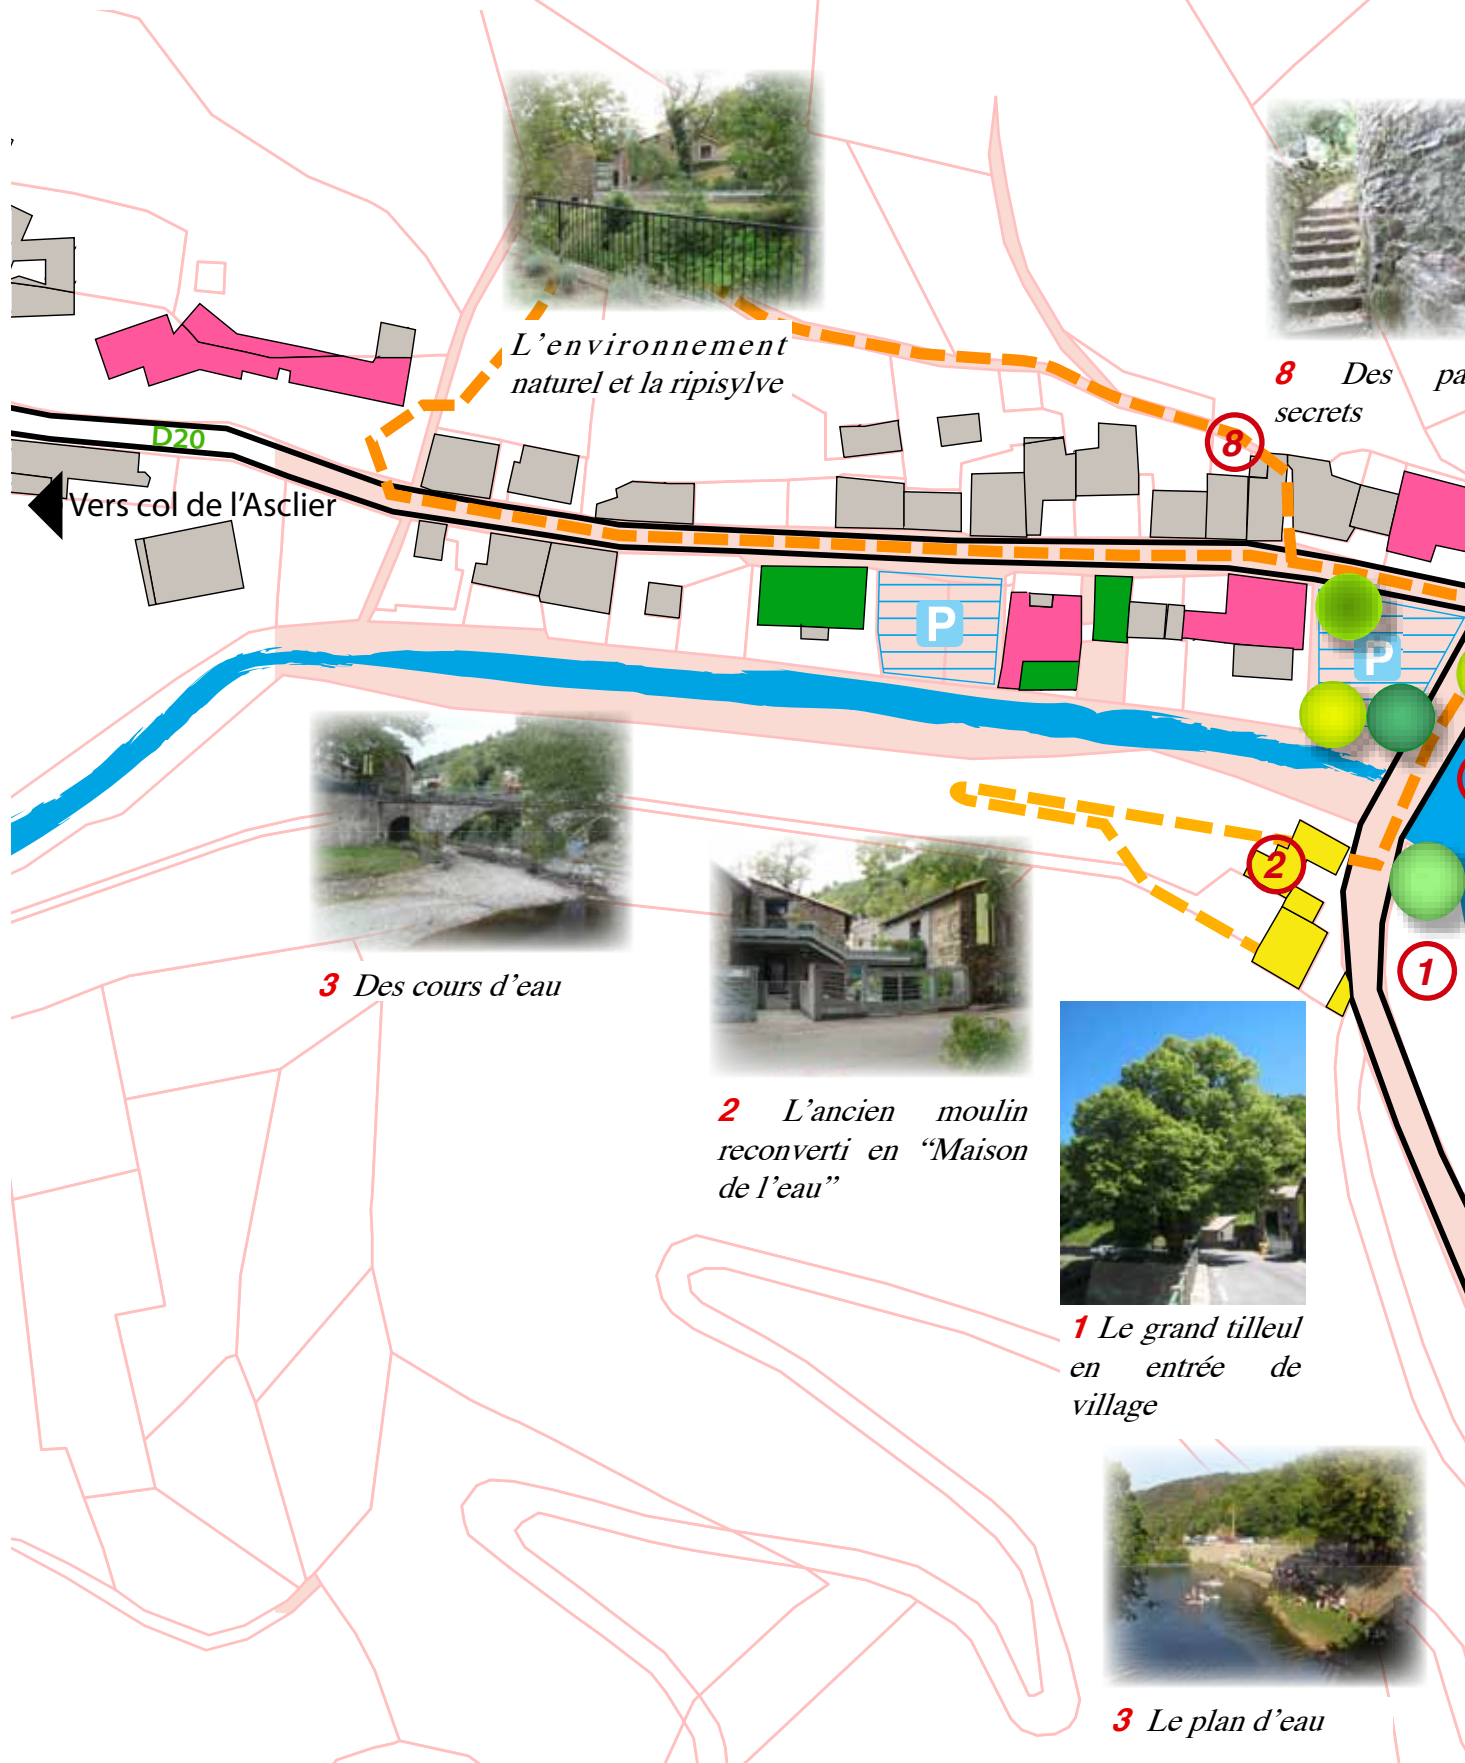 L'environnement
naturel et la ripisylve
8 Des
secrets
8
D20
Vers col de l'Asclier
P
P
2
1
3 Des cours d'eau
2 L'ancien moulin
reconverti en “Maison
de l'eau”
1 Le grand tilleul
en entrée de
village
3 Le plan d'eau